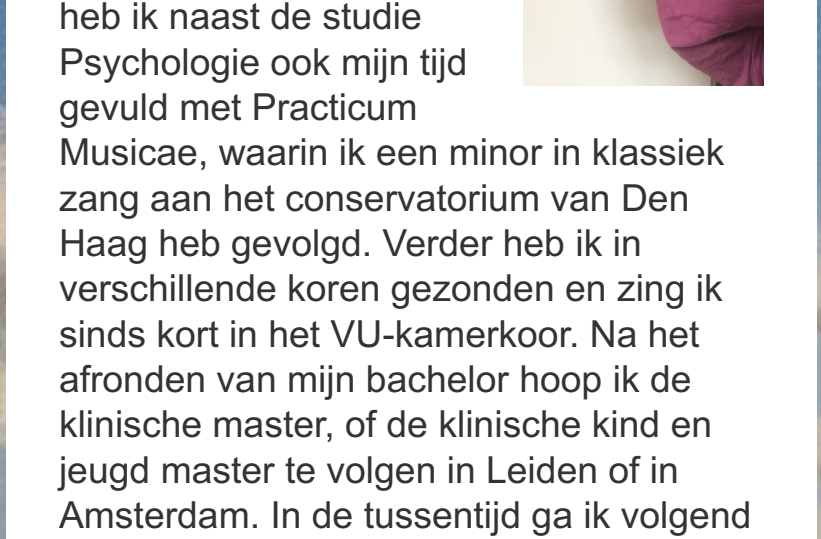 heb ik naast de studie
Psychologie ook mijn tijd
gevuld met Practicum
Musicae, waarin ik een minor in klassiek
zang aan het conservatorium van Den
Haag heb gevolgd. Verder heb ik in
verschillende koren gezonden en zing ik
sinds kort in het VU-kamerkoor. Na het
afronden van mijn bachelor hoop ik de
klinische master, of de klinische kind en
jeugd master te volgen in Leiden of in
Amsterdam. In de tussentijd ga ik volgend